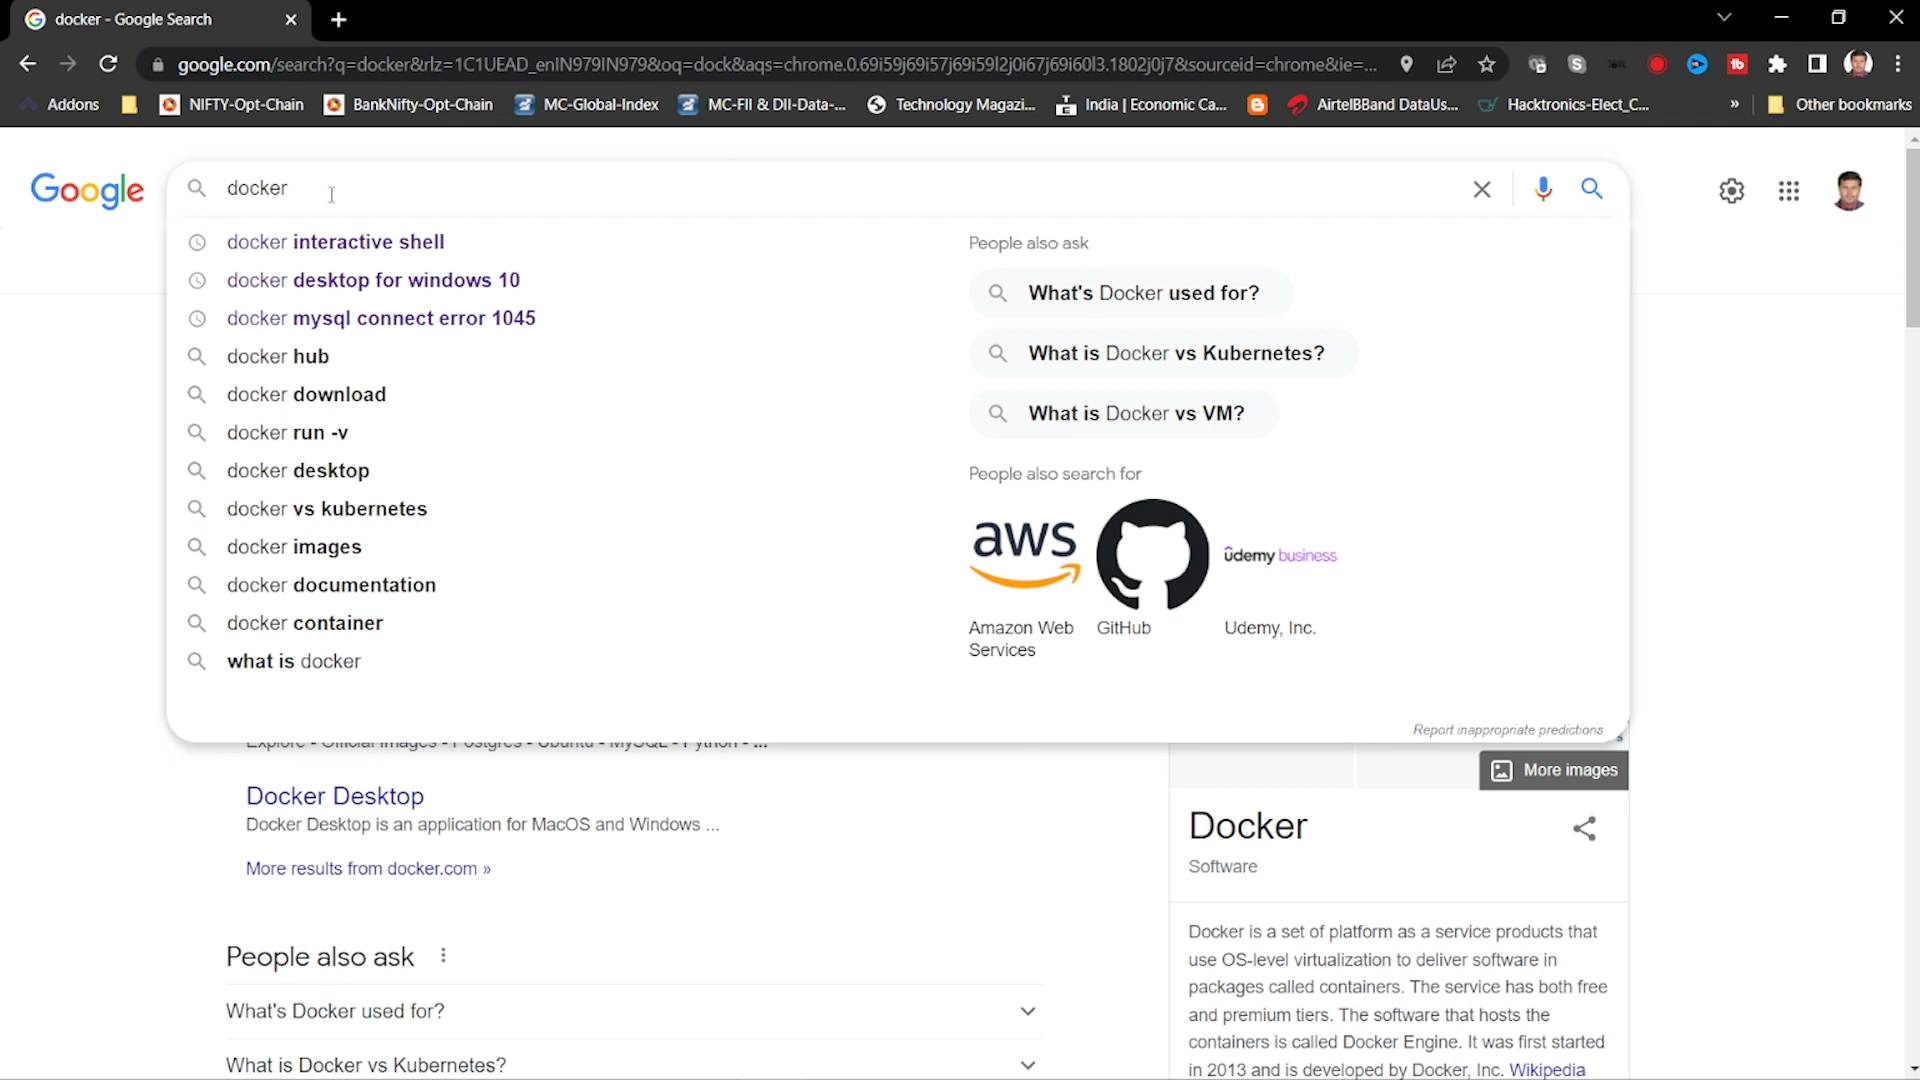 docker - Google Search
google.com/search?q=docker&rlz=1C1UEAD_enIN979IN979&oq=dock&aqs=chrome.0.69i59j69i57j69i59l2j0i67j69i60l3.1802j0j7&sourceid=chrome&ie=...
Addons NIFTY-Opt-Chain BankNifty-Opt-Chain MC-Global-Index MC-FII & DII-Data-... Technology Magazi... India | Economic Ca... AirtelBBand DataUs... Hacktronics-Elect_C... » Other bookmarks
Google
docker
docker interactive shell
docker desktop for windows 10
docker mysql connect error 1045
docker hub
docker download
docker run -v
docker desktop
docker vs kubernetes
docker images
docker documentation
docker container
what is docker
People also ask
What's Docker used for?
What is Docker vs Kubernetes?
What is Docker vs VM?
People also search for
aws
udemy business
Amazon Web Services
GitHub
Udemy, Inc.
Report inappropriate predictions
More images
Docker Desktop
Docker Desktop is an application for MacOS and Windows ...
More results from docker.com »
People also ask
What's Docker used for?
What is Docker vs Kubernetes?
Docker
Software
Docker is a set of platform as a service products that
use OS-level virtualization to deliver software in
packages called containers. The service has both free
and premium tiers. The software that hosts the
containers is called Docker Engine. It was first started
in 2013 and is developed by Docker, Inc. Wikipedia